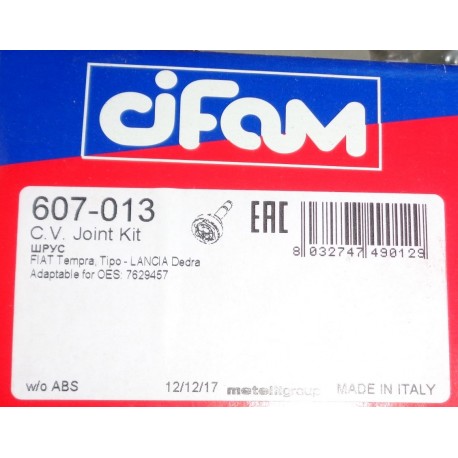 cifam
607-013
C.V. Joint Kit
ШРУС
FIAT Tempra, Tipo - LANCIA Dedra
Adaptable for OES: 7629457
EAC
8 032747 490129
w/o ABS 12/12/17 metelligroup MADE IN ITALY